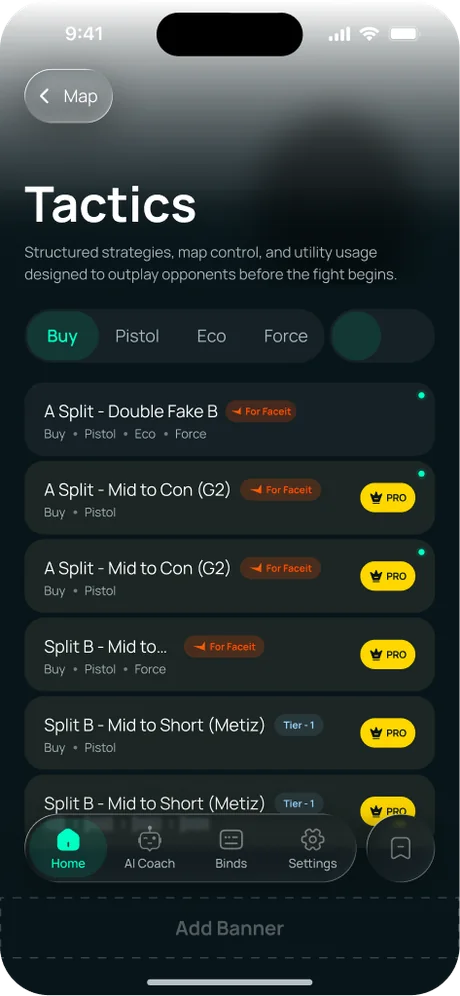 9:41
Map
Tactics
Structured strategies, map control, and utility usage
designed to outplay opponents before the fight begins.
Buy Pistol Eco Force
A Split - Double Fake B For Faceit
Buy • Pistol • Eco • Force
A Split - Mid to Con (G2) For Faceit PRO
Buy • Pistol
A Split - Mid to Con (G2) For Faceit PRO
Buy • Pistol
Split B - Mid to... For Faceit PRO
Buy • Pistol • Force
Split B - Mid to Short (Metiz) Tier - 1 PRO
Buy • Pistol
Split B - Mid to Short (Metiz) Tier - 1 PRO
Home AI Coach Binds Settings
Add Banner